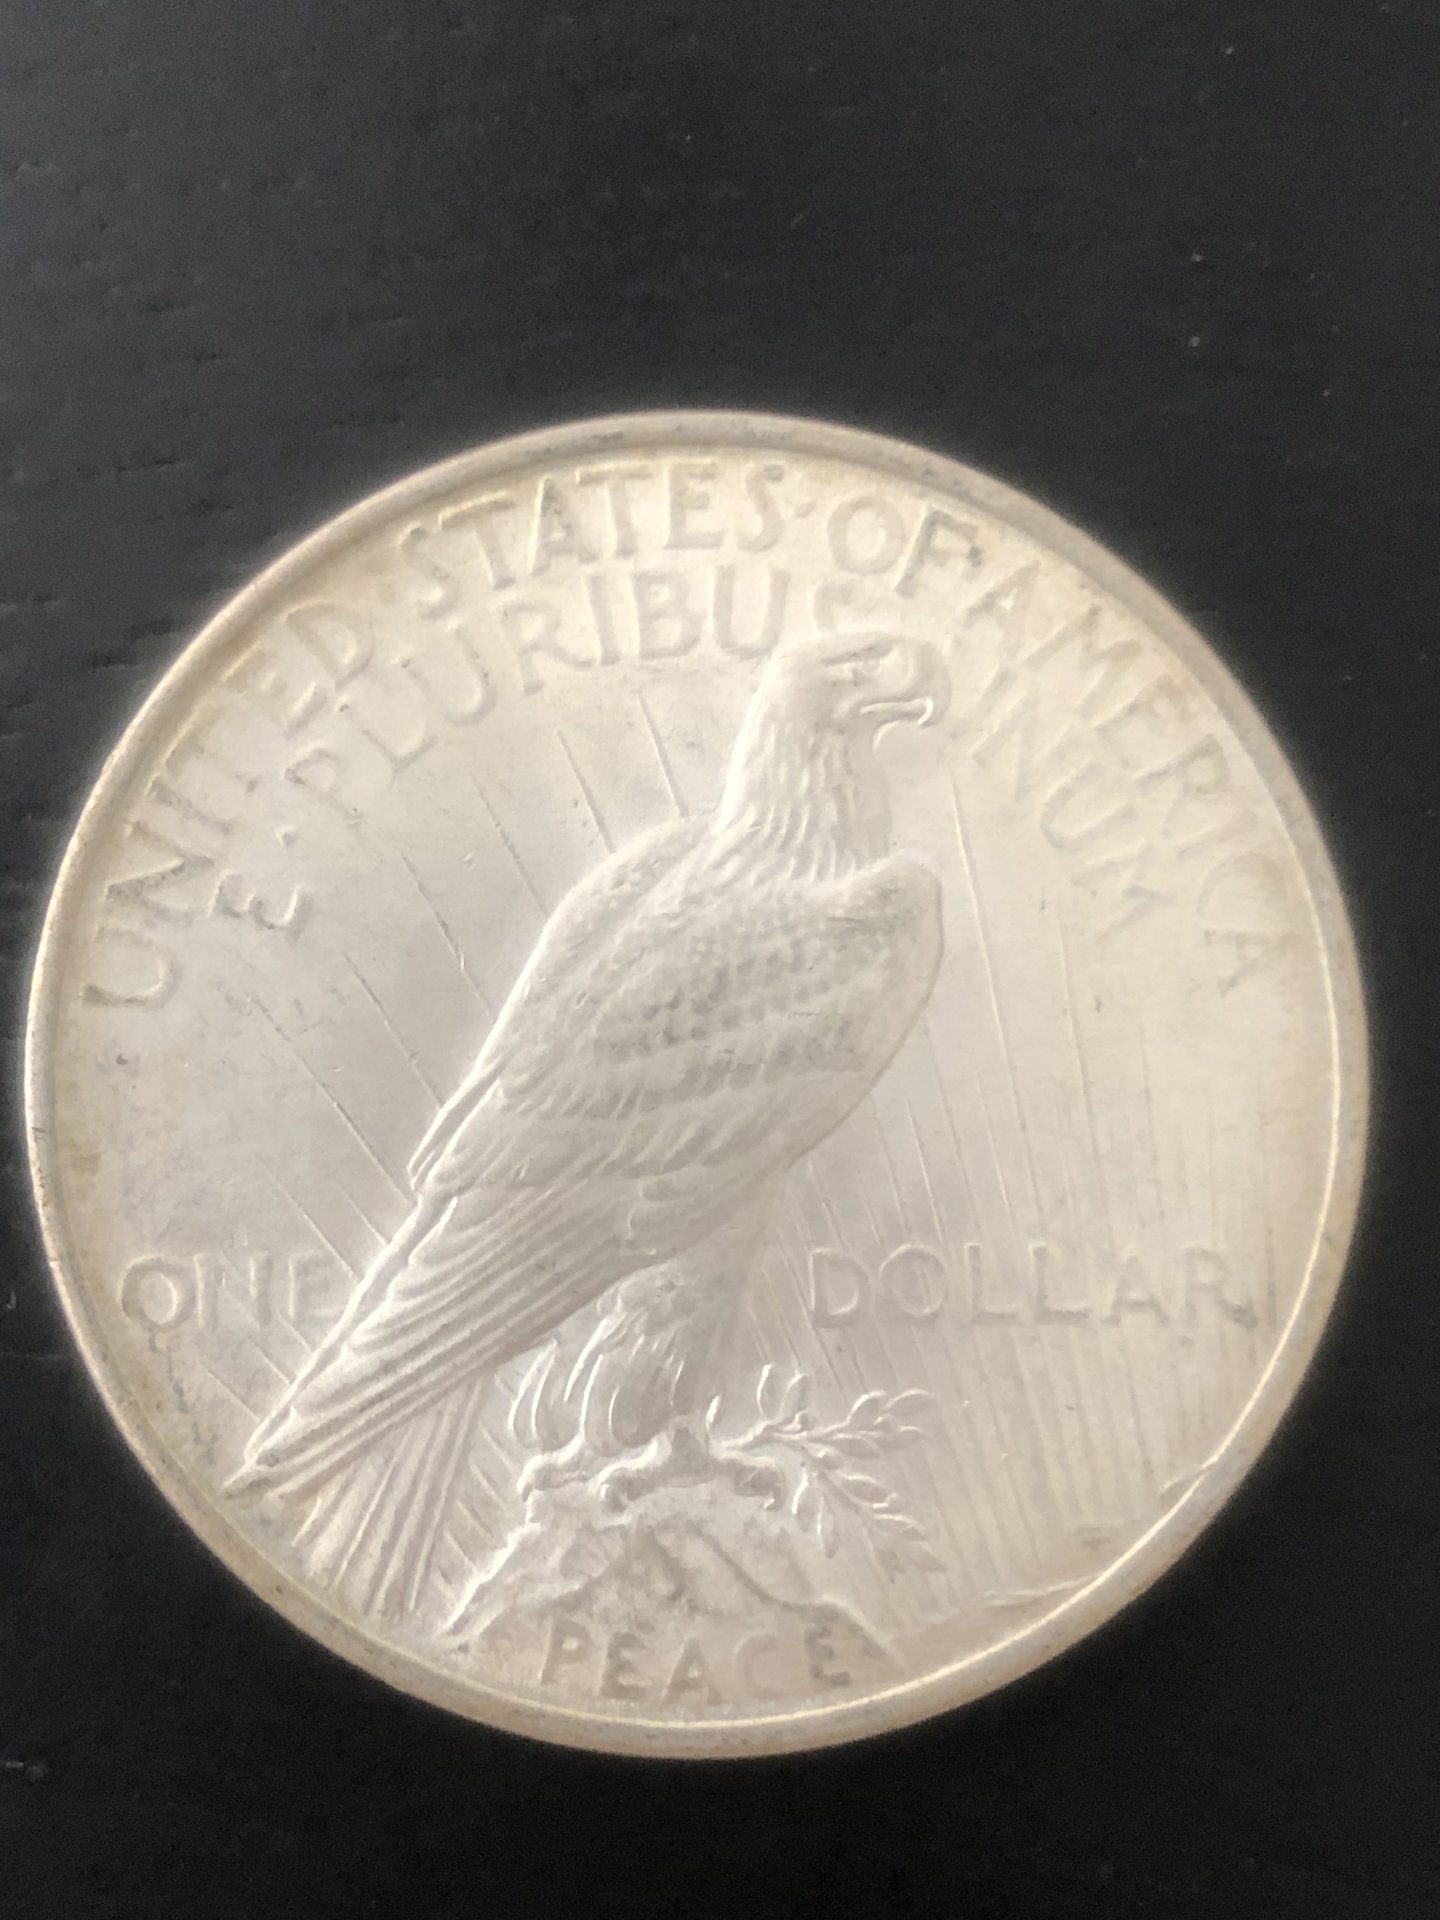 UNITED·STATES·OF·AMERICA
E·PLURIBUS UNUM
ONE DOLLAR
PEACE